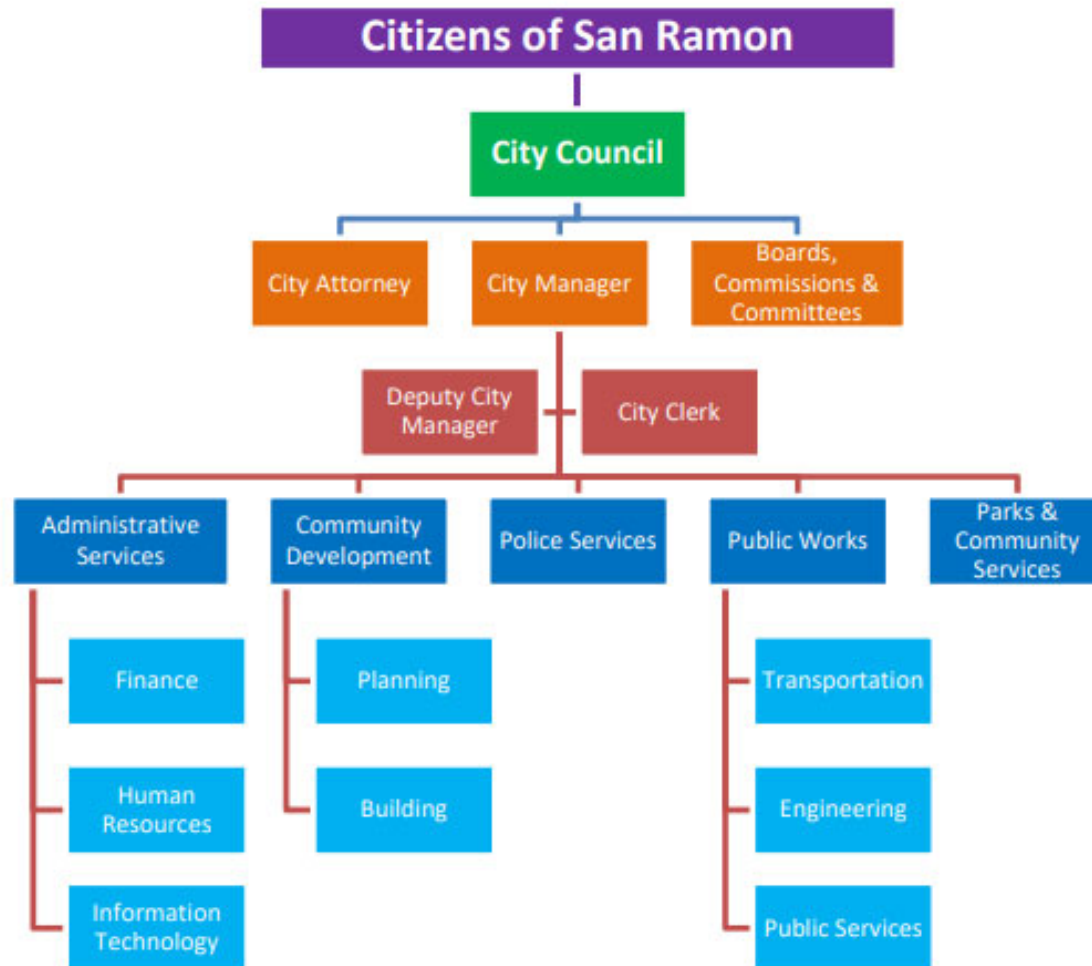 Citizens of San Ramon
City Council
City Attorney
City Manager
Boards,
Commissions &
Committees
Deputy City
Manager
City Clerk
Administrative
Services
Community
Development
Police Services
Public Works
Parks &
Community
Services
Finance
Planning
Transportation
Human
Resources
Building
Engineering
Information
Technology
Public Services